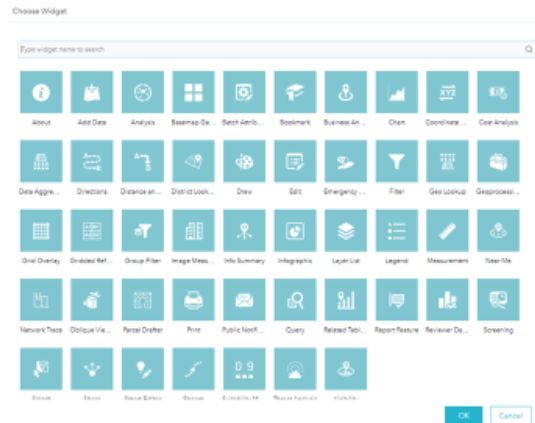 Choose Widget
Type widget name to search
About Add Data Analysis Basemap Ga... Batch Attrib... Bookmark Business An... Chart Coordinate ... Cost Analysis
Data Aggre... Directions Distance an... District Look... Draw Edit Emergency ... Filter Geo Lookup Geoprocessi...
Grid Overlay Gridded Ref... Group Filter Image Meas... Info Summary Infographic Layer List Legend Measurement Near Me
Network Trace Oblique Vie... Parcel Drafter Print Public Notifi... Query Related Tabl... Report Feature Reviewer Da... Screening
OK Cancel